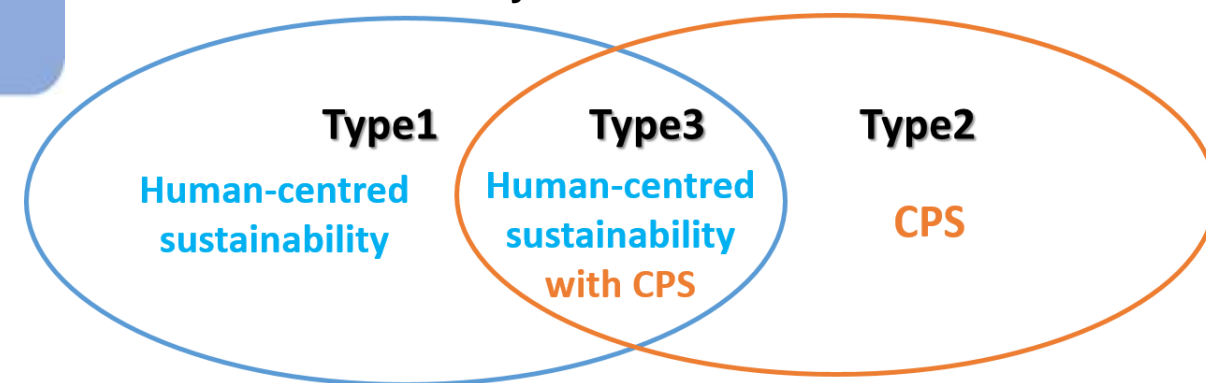 Type1
Human-centred
sustainability
Type3
Human-centred
sustainability
with CPS
Type2
CPS